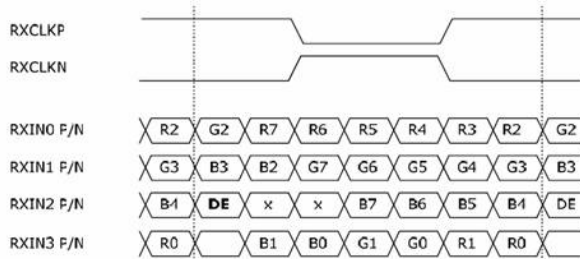 RXCLKP
RXCLKN
RXIN0 P/N R2 G2 R7 R6 R5 R4 R3 R2 G2
RXIN1 P/N G3 B3 B2 G7 G6 G5 G4 G3 B3
RXIN2 P/N B4 DE x x B7 B6 B5 B4 DE
RXIN3 P/N R0 B1 B0 G1 G0 R1 R0